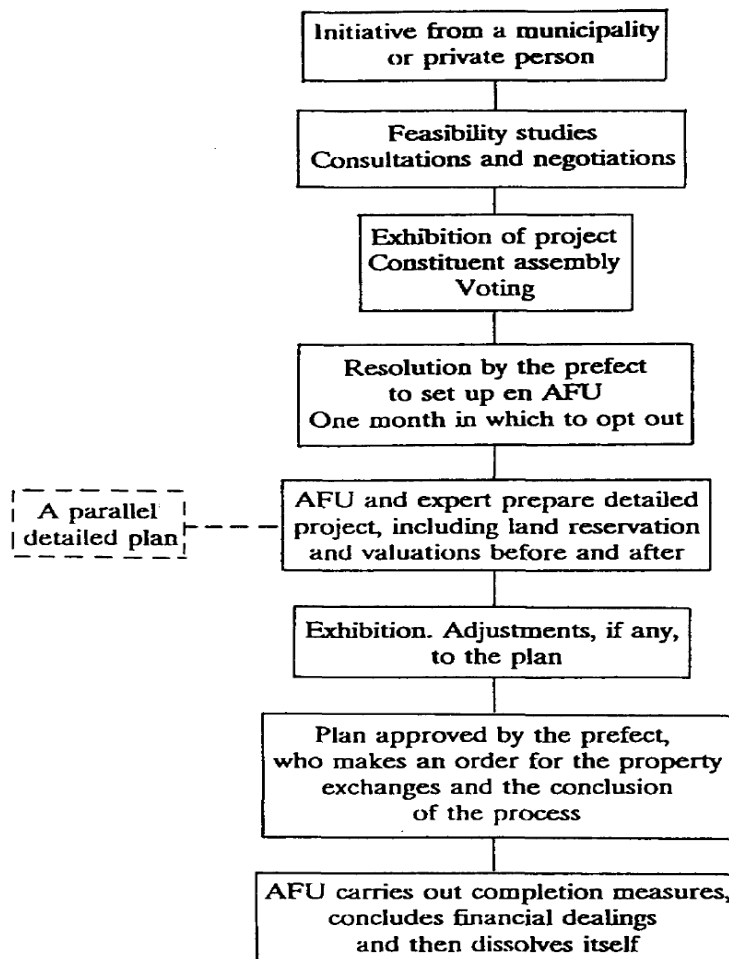 Initiative from a municipality
or private person
Feasibility studies
Consultations and negotiations
Exhibition of project
Constituent assembly
Voting
Resolution by the prefect
to set up en AFU
One month in which to opt out
A parallel
detailed plan
AFU and expert prepare detailed
project, including land reservation
and valuations before and after
Exhibition. Adjustments, if any,
to the plan
Plan approved by the prefect,
who makes an order for the property
exchanges and the conclusion
of the process
AFU carries out completion measures,
concludes financial dealings
and then dissolves itself